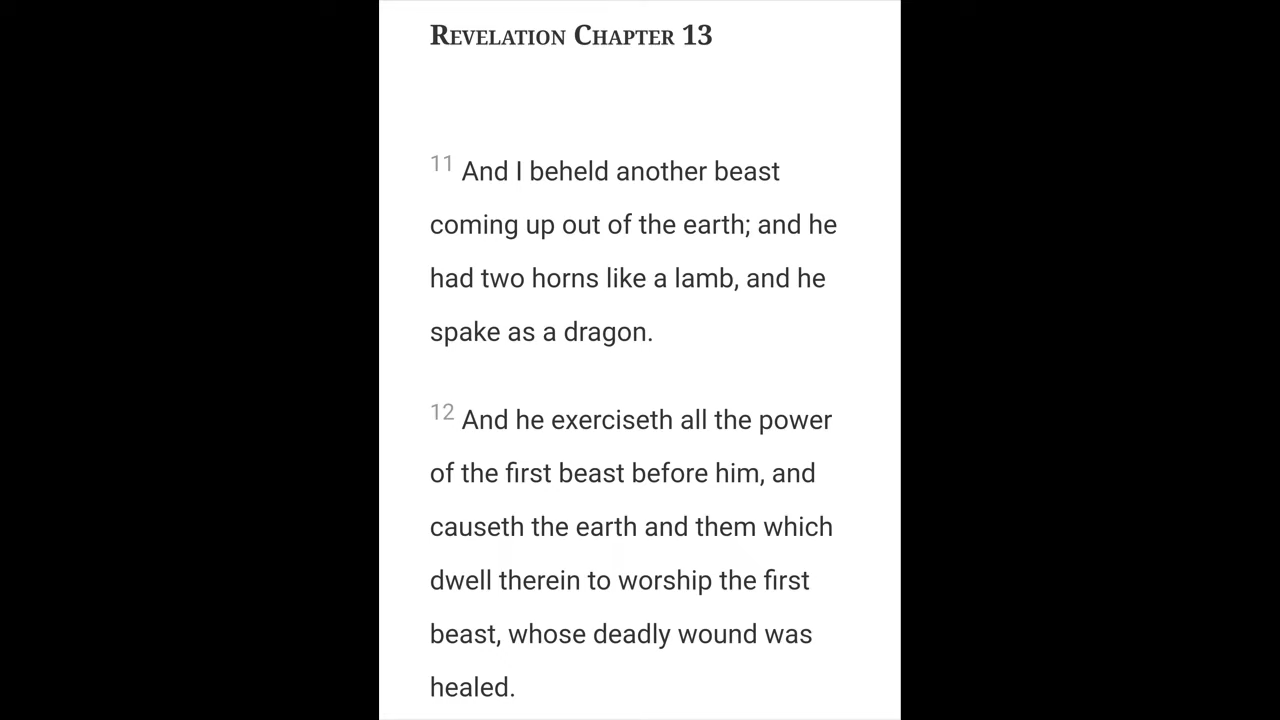 Revelation Chapter 13
11 And I beheld another beast
coming up out of the earth; and he
had two horns like a lamb, and he
spake as a dragon.
12 And he exerciseth all the power
of the first beast before him, and
causeth the earth and them which
dwell therein to worship the first
beast, whose deadly wound was
healed.